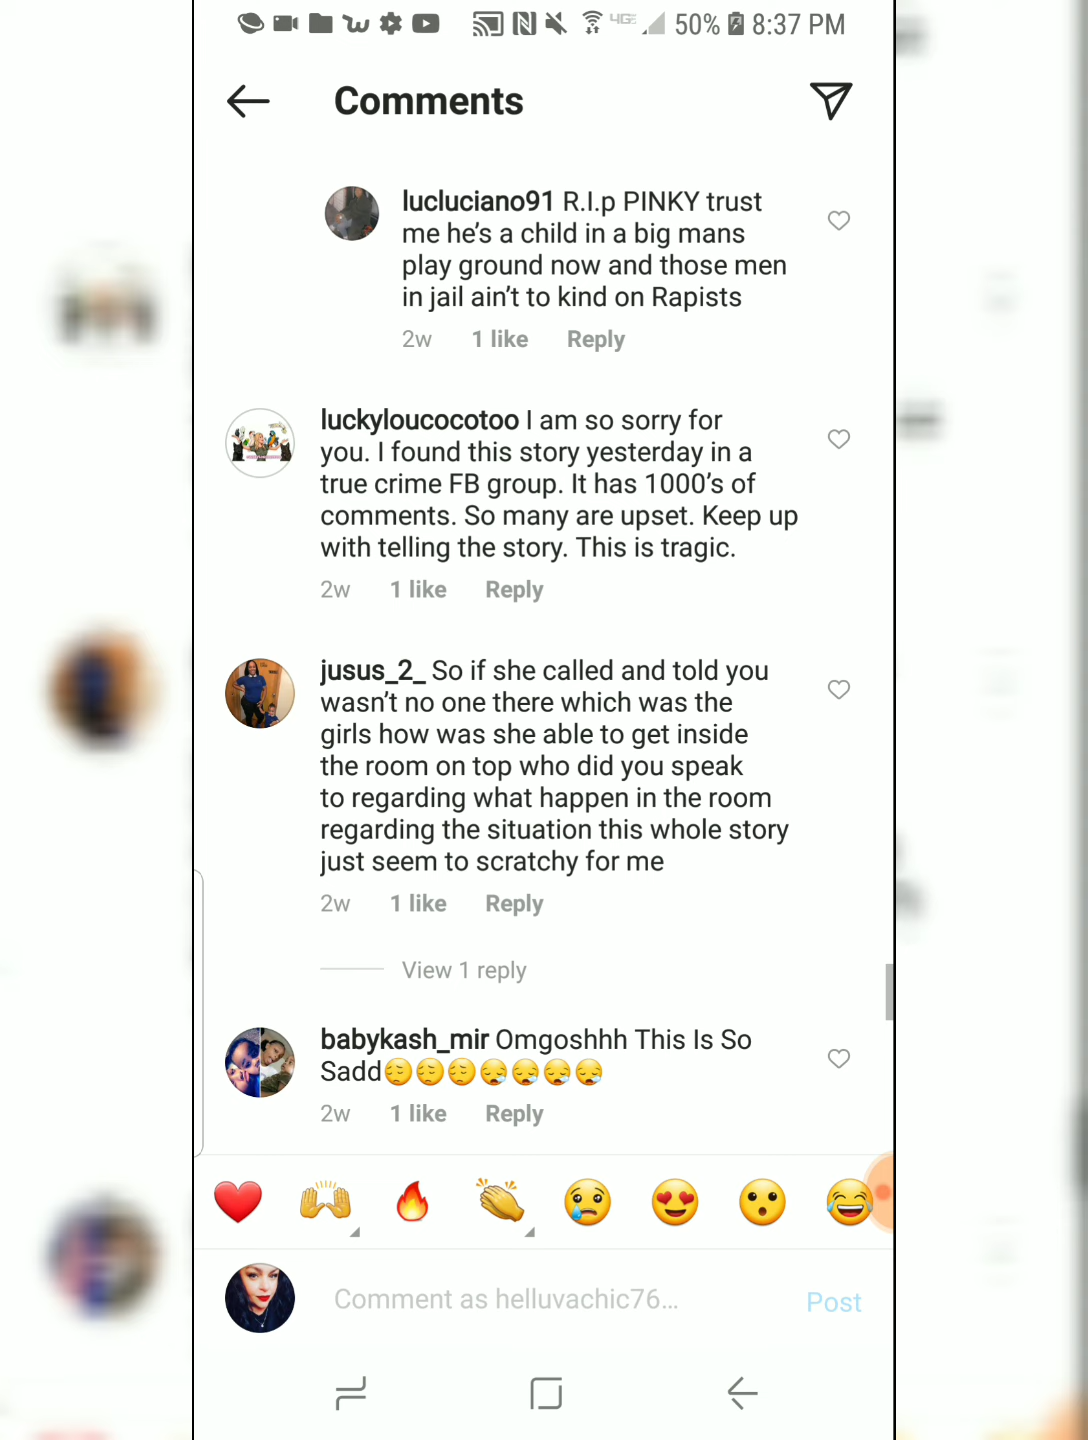 50% 8:37 PM
Comments
lucluciano91 R.I.p PINKY trust
me he's a child in a big mans
play ground now and those men
in jail ain't to kind on Rapists
2w 1 like Reply
luckyloucocotoo I am so sorry for
you. I found this story yesterday in a
true crime FB group. It has 1000's of
comments. So many are upset. Keep up
with telling the story. This is tragic.
2w 1 like Reply
jusus_2_ So if she called and told you
wasn't no one there which was the
girls how was she able to get inside
the room on top who did you speak
to regarding what happen in the room
regarding the situation this whole story
just seem to scratchy for me
2w 1 like Reply
View 1 reply
babykash_mir Omgoshhh This Is So
Sadd😔😔😔😪😪😪😪
2w 1 like Reply
Comment as helluvachic76...
Post